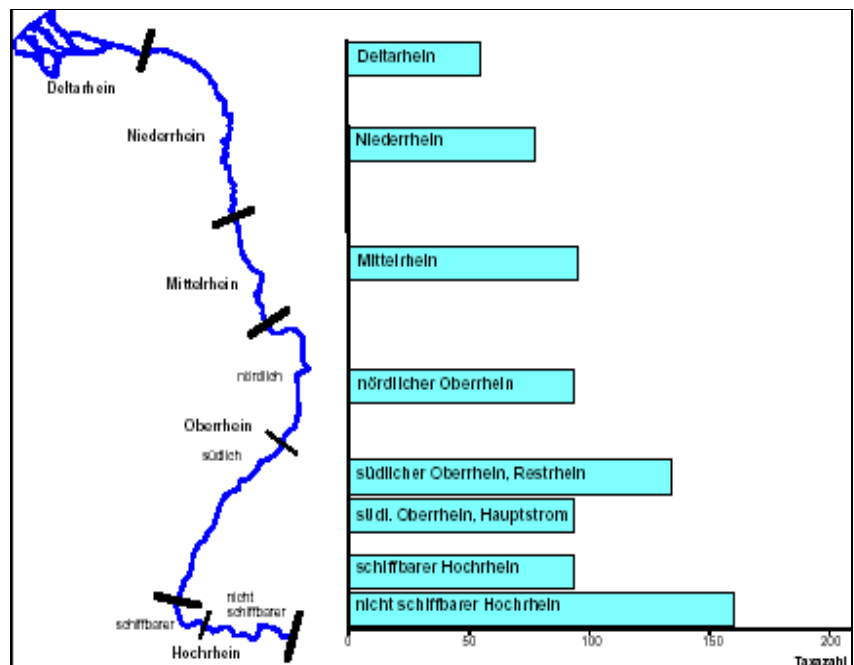 Deltarhein
Niederrhein
Mittelrhein
nördlich
Oberrhein
südlich
nicht
schiffbarer
schiffbarer
Hochrhein
Deltarhein
Niederrhein
Mittelrhein
nördlicher Oberrhein
südlicher Oberrhein, Restrhein
südl. Oberrhein, Hauptstrom
schiffbarer Hochrhein
nicht schiffbarer Hochrhein
0 50 100 150 200
Taxazahl